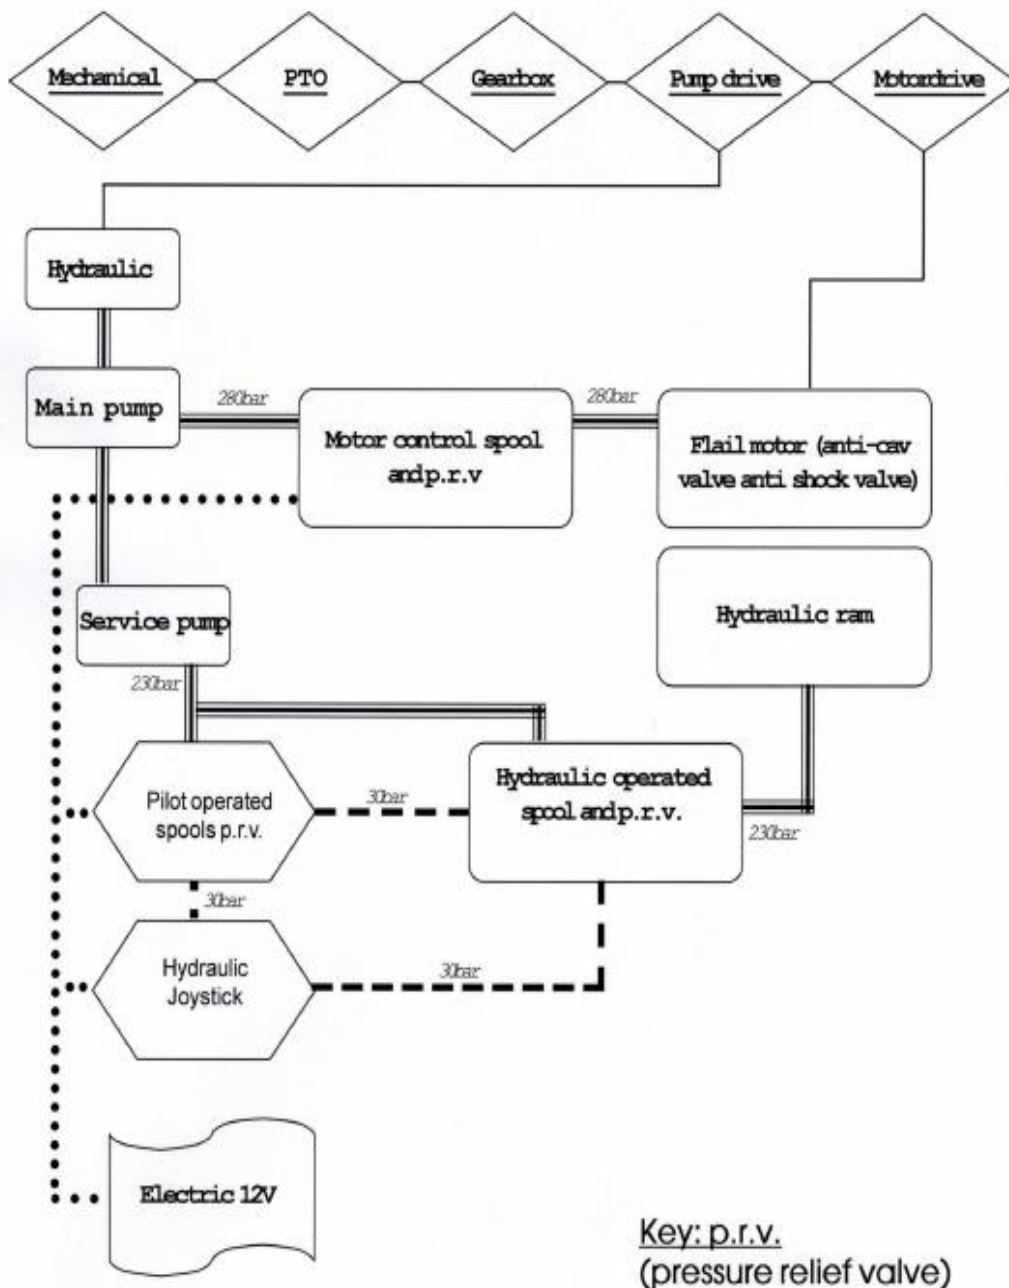 Mechanical
PTO
Gearbox
Pump drive
Motordrive
Hydraulic
Main pump
280bar
Motor control spool
and p.r.v
280bar
Flail motor (anti-cav
valve anti shock valve)
Service pump
Hydraulic ram
230bar
Pilot operated
spools p.r.v.
30bar
Hydraulic operated
spool and p.r.v.
230bar
30bar
Hydraulic
Joystick
30bar
Electric 12V
Key: p.r.v.
(pressure relief valve)